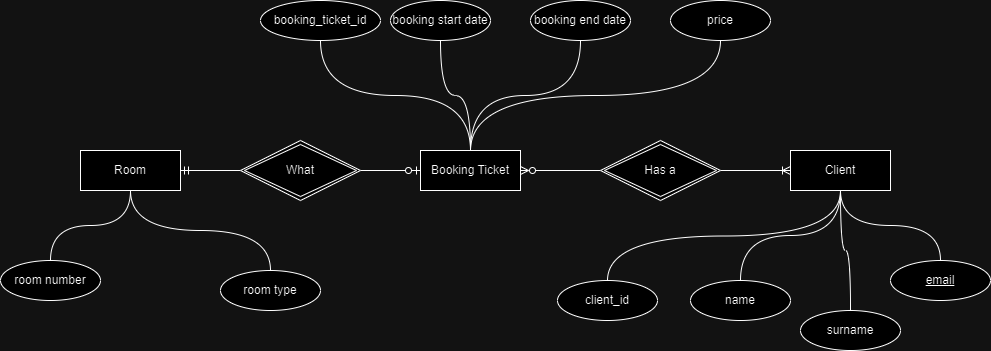 booking_ticket_id
booking start date
booking end date
price
Room
What
Booking Ticket
Has a
Client
room number
room type
client_id
name
surname
email